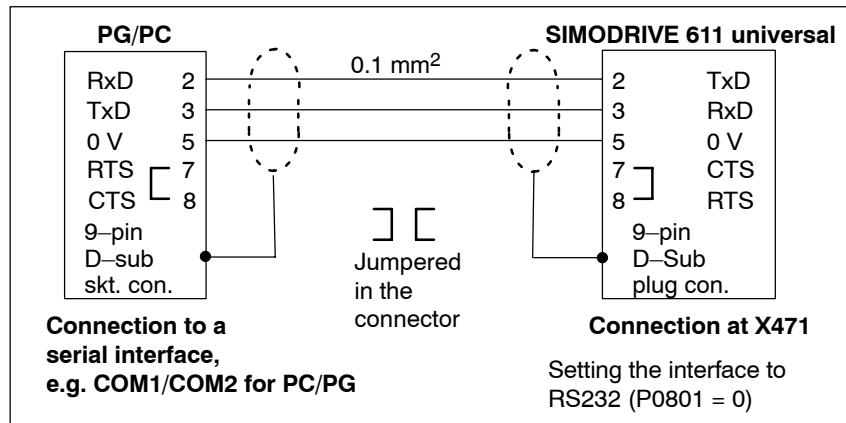 PG/PC
SIMODRIVE 611 universal
0.1 mm²
RxD 2
TxD 3
0 V 5
RTS 7
CTS 8
9–pin
D–sub
skt. con.
2 TxD
3 RxD
5 0 V
7 CTS
8 RTS
9–pin
D–Sub
plug con.
Jumpered
in the
connector
Connection to a
serial interface,
e.g. COM1/COM2 for PC/PG
Connection at X471
Setting the interface to
RS232 (P0801 = 0)